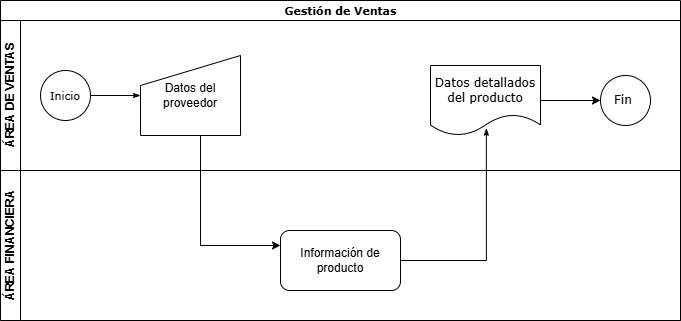 Gestión de Ventas
ÁREA DE VENTAS
Inicio
Datos del
proveedor
Datos detallados
del producto
Fin
ÁREA FINANCIERA
Información de
producto